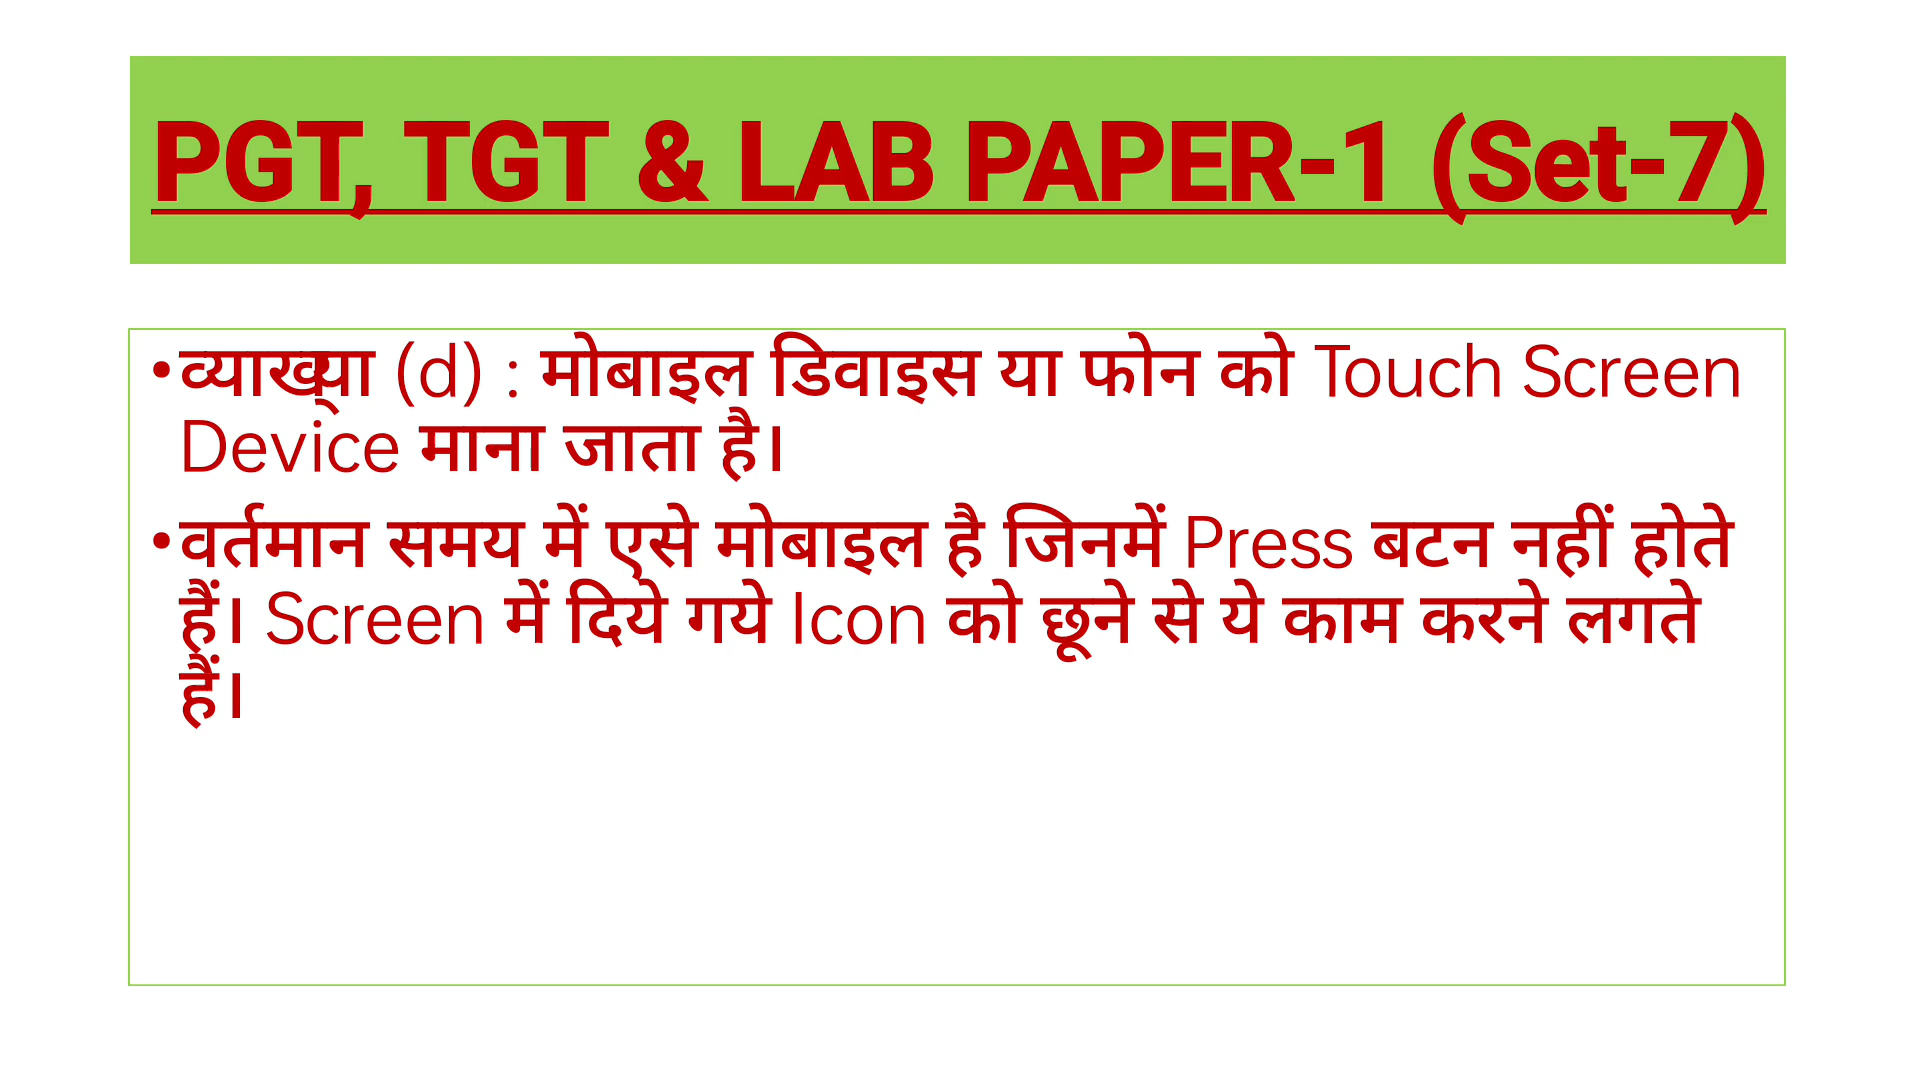 PGT, TGT & LAB PAPER-1 (Set-7)
•व्याख्या (d) : मोबाइल डिवाइस या फोन को Touch Screen
Device माना जाता है।
•वर्तमान समय में एसे मोबाइल है जिनमें Press बटन नहीं होते
हैं। Screen में दिये गये Icon को छूने से ये काम करने लगते
हैं।